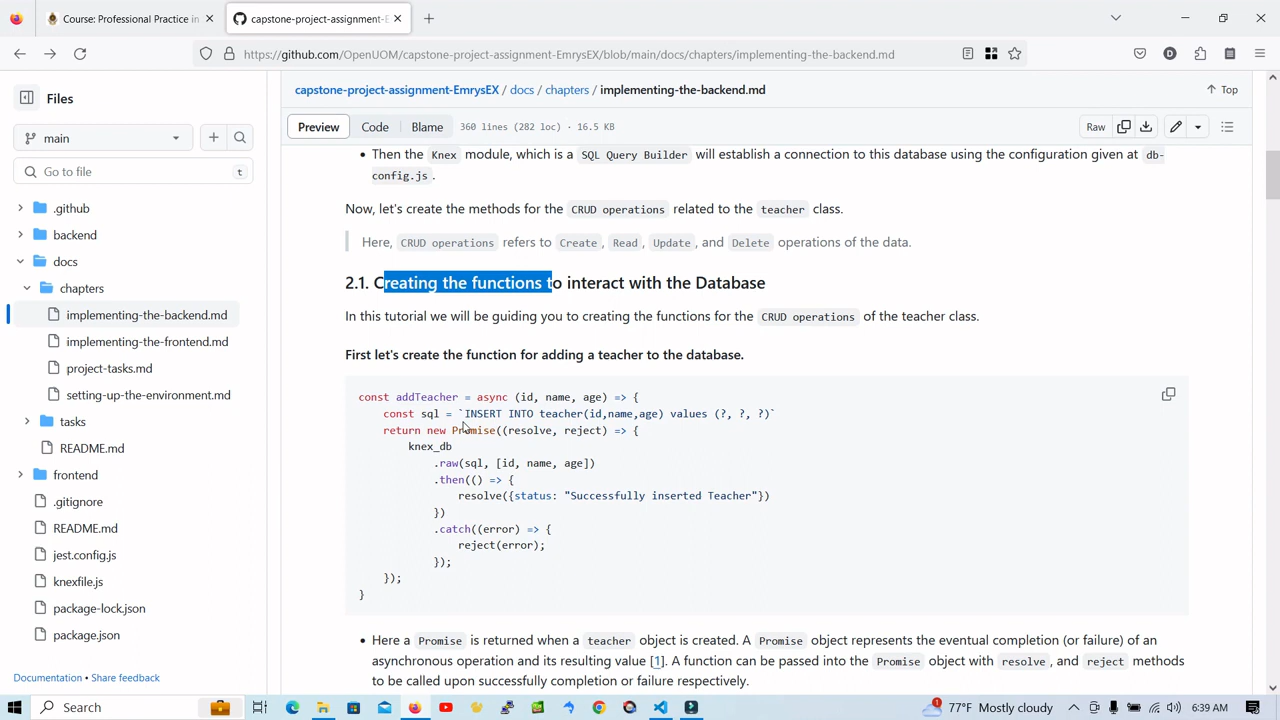 Course: Professional Practice in
capstone-project-assignment-E
https://github.com/OpenUOM/capstone-project-assignment-EmrysEX/blob/main/docs/chapters/implementing-the-backend.md
D
Files
capstone-project-assignment-EmrysEX / docs / chapters / implementing-the-backend.md
Top
main
Preview
Code
Blame
360 lines (282 loc) · 16.5 KB
Raw
Go to file
t
.github
backend
docs
chapters
implementing-the-backend.md
implementing-the-frontend.md
project-tasks.md
setting-up-the-environment.md
tasks
README.md
frontend
.gitignore
README.md
jest.config.js
knexfile.js
package-lock.json
package.json
Documentation • Share feedback
• Then the Knex module, which is a SQL Query Builder will establish a connection to this database using the configuration given at db-
config.js .
Now, let's create the methods for the CRUD operations related to the teacher class.
Here, CRUD operations refers to Create, Read, Update, and Delete operations of the data.
2.1. Creating the functions to interact with the Database
In this tutorial we will be guiding you to creating the functions for the CRUD operations of the teacher class.
First let's create the function for adding a teacher to the database.
const addTeacher = async (id, name, age) => {
const sql = `INSERT INTO teacher(id,name,age) values (?, ?, ?)`
return new Promise((resolve, reject) => {
knex_db
.raw(sql, [id, name, age])
.then(() => {
resolve({status: "Successfully inserted Teacher"})
})
.catch((error) => {
reject(error);
});
});
}
• Here a Promise is returned when a teacher object is created. A Promise object represents the eventual completion (or failure) of an
asynchronous operation and its resulting value [1]. A function can be passed into the Promise object with resolve, and reject methods
to be called upon successfully completion or failure respectively.
Search
1
77°F Mostly cloudy
6:39 AM